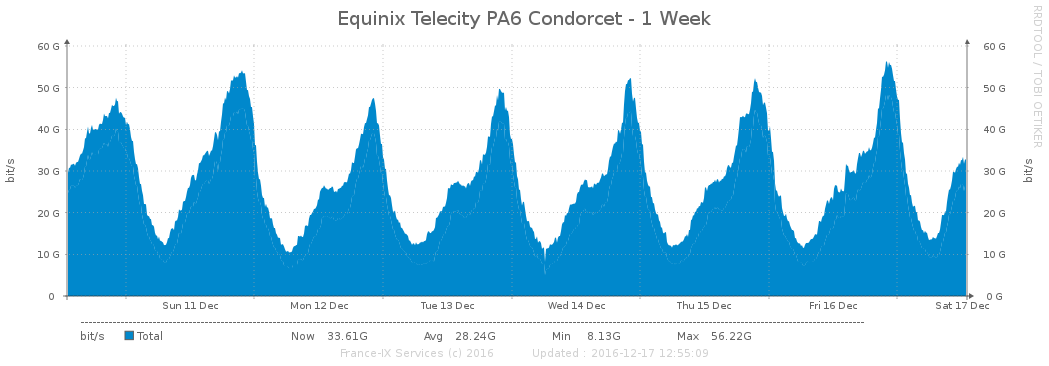 Equinix Telecity PA6 Condorcet - 1 Week
RRDTOOL / TOBI OETIKER
60 G 60 G
50 G 50 G
40 G 40 G
30 G 30 G
20 G 20 G
10 G 10 G
0 0 G
bit/s bit/s
Sun 11 Dec Mon 12 Dec Tue 13 Dec Wed 14 Dec Thu 15 Dec Fri 16 Dec Sat 17 Dec
bit/s Total Now 33.61G Avg 28.24G Min 8.13G Max 56.22G
France-IX Services (c) 2016 Updated : 2016-12-17 12:55:09